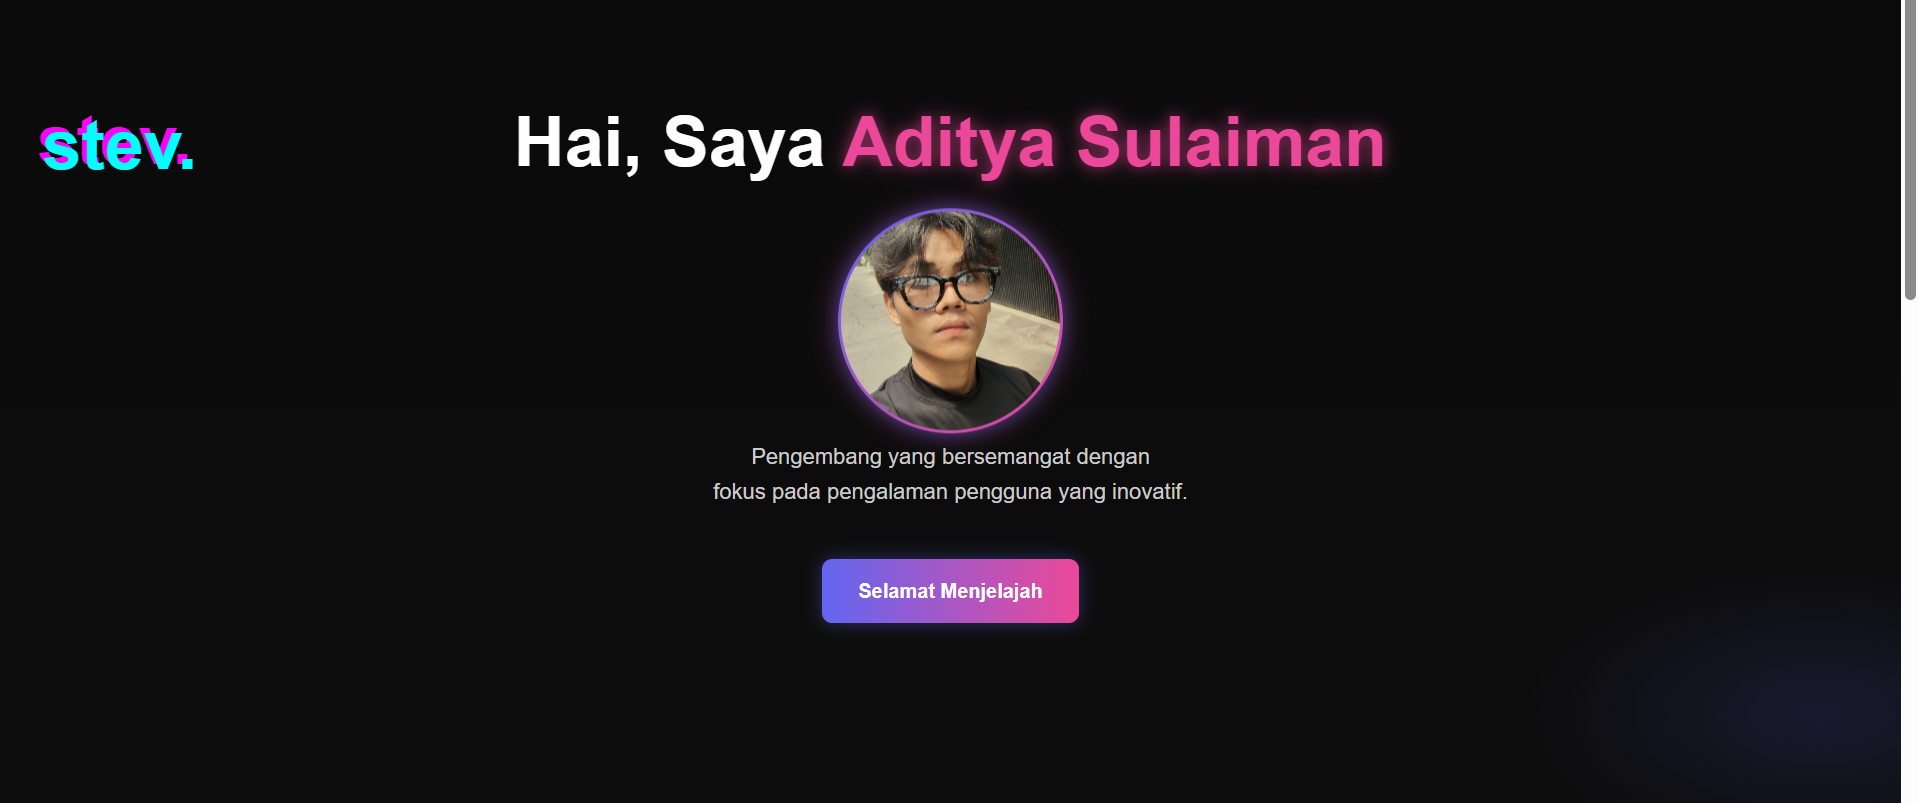 stev.
Hai, Saya Aditya Sulaiman
Pengembang yang bersemangat dengan
fokus pada pengalaman pengguna yang inovatif.
Selamat Menjelajah